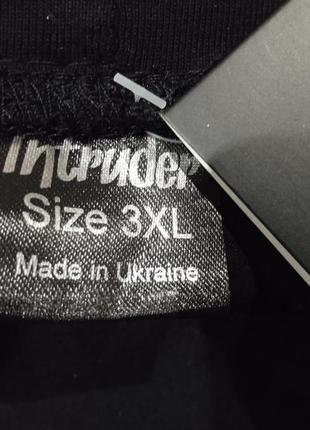 Intruder
Size 3XL
Made in Ukraine